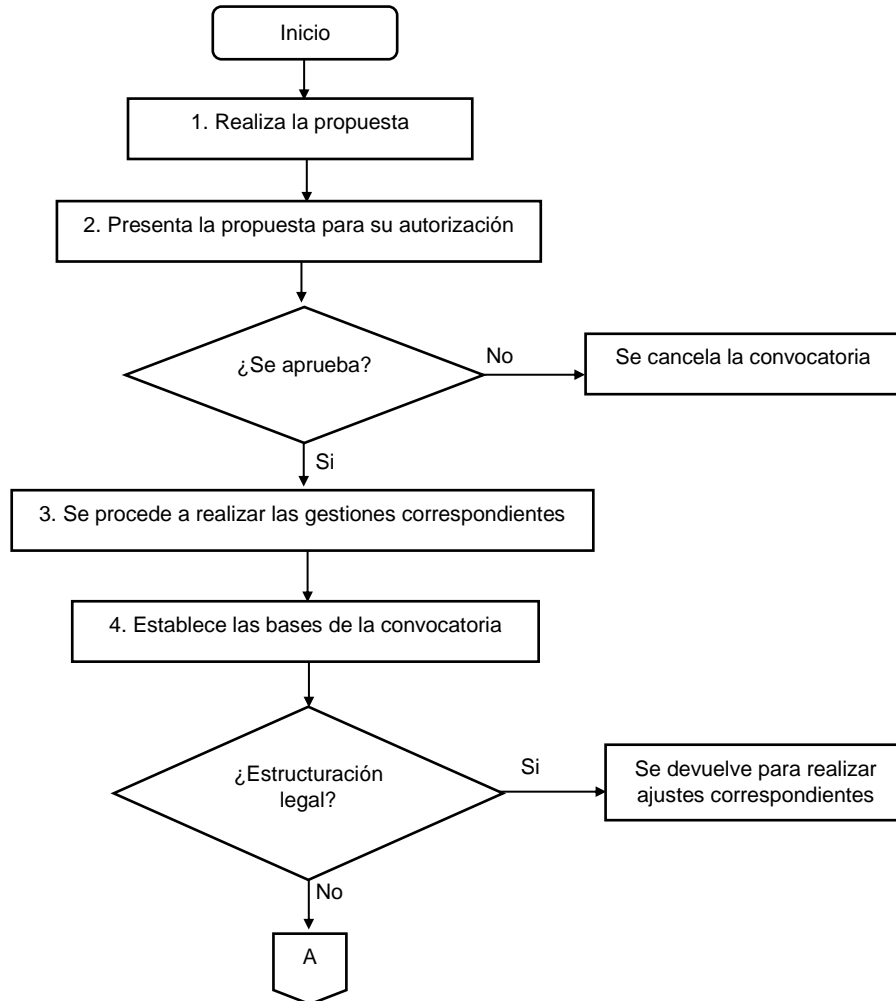 Inicio
1. Realiza la propuesta
2. Presenta la propuesta para su autorización
¿Se aprueba?
No
Se cancela la convocatoria
Si
3. Se procede a realizar las gestiones correspondientes
4. Establece las bases de la convocatoria
¿Estructuración
legal?
Si
Se devuelve para realizar
ajustes correspondientes
No
A